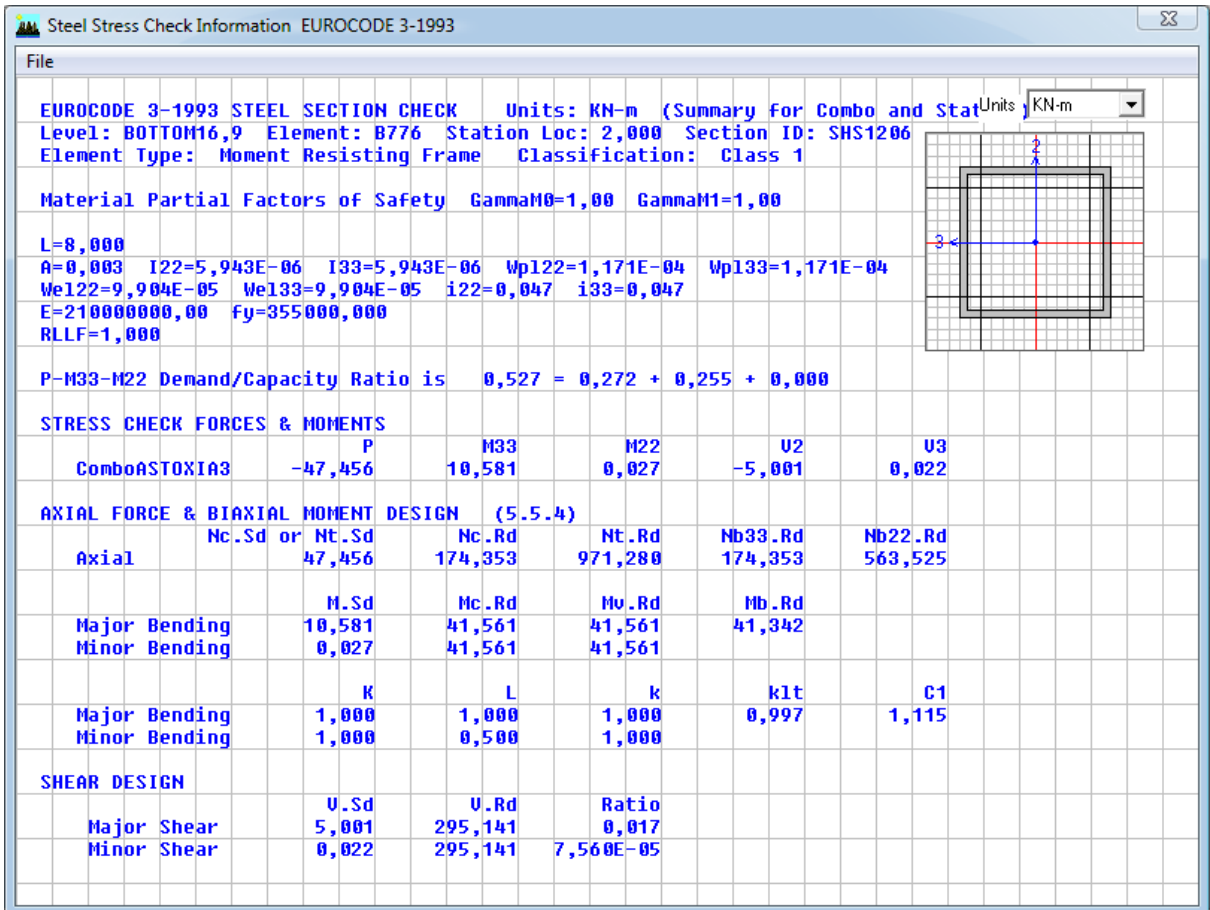 Steel Stress Check Information EUROCODE 3-1993
File
EUROCODE 3-1993 STEEL SECTION CHECK Units: KN-m (Summary for Combo and Stat
Units KN-m
Level: BOTTOM16,9 Element: B776 Station Loc: 2,000 Section ID: SHS1206
Element Type: Moment Resisting Frame Classification: Class 1
2
3
Material Partial Factors of Safety GammaM0=1,00 GammaM1=1,00
L=8,000
A=0,003 I22=5,943E-06 I33=5,943E-06 Wpl22=1,171E-04 Wpl33=1,171E-04
Wel22=9,904E-05 Wel33=9,904E-05 i22=0,047 i33=0,047
E=210000000,00 fy=355000,000
RLLF=1,000
P-M33-M22 Demand/Capacity Ratio is 0,527 = 0,272 + 0,255 + 0,000
STRESS CHECK FORCES & MOMENTS
P M33 M22 V2 V3
ComboASTOXIA3 -47,456 10,581 0,027 -5,001 0,022
AXIAL FORCE & BIAXIAL MOMENT DESIGN (5.5.4)
Nc.Sd or Nt.Sd Nc.Rd Nt.Rd Nb33.Rd Nb22.Rd
Axial 47,456 174,353 971,280 174,353 563,525
M.Sd Mc.Rd Mv.Rd Mb.Rd
Major Bending 10,581 41,561 41,561 41,342
Minor Bending 0,027 41,561 41,561
K L k klt C1
Major Bending 1,000 1,000 1,000 0,997 1,115
Minor Bending 1,000 0,500 1,000
SHEAR DESIGN
V.Sd V.Rd Ratio
Major Shear 5,001 295,141 0,017
Minor Shear 0,022 295,141 7,560E-05